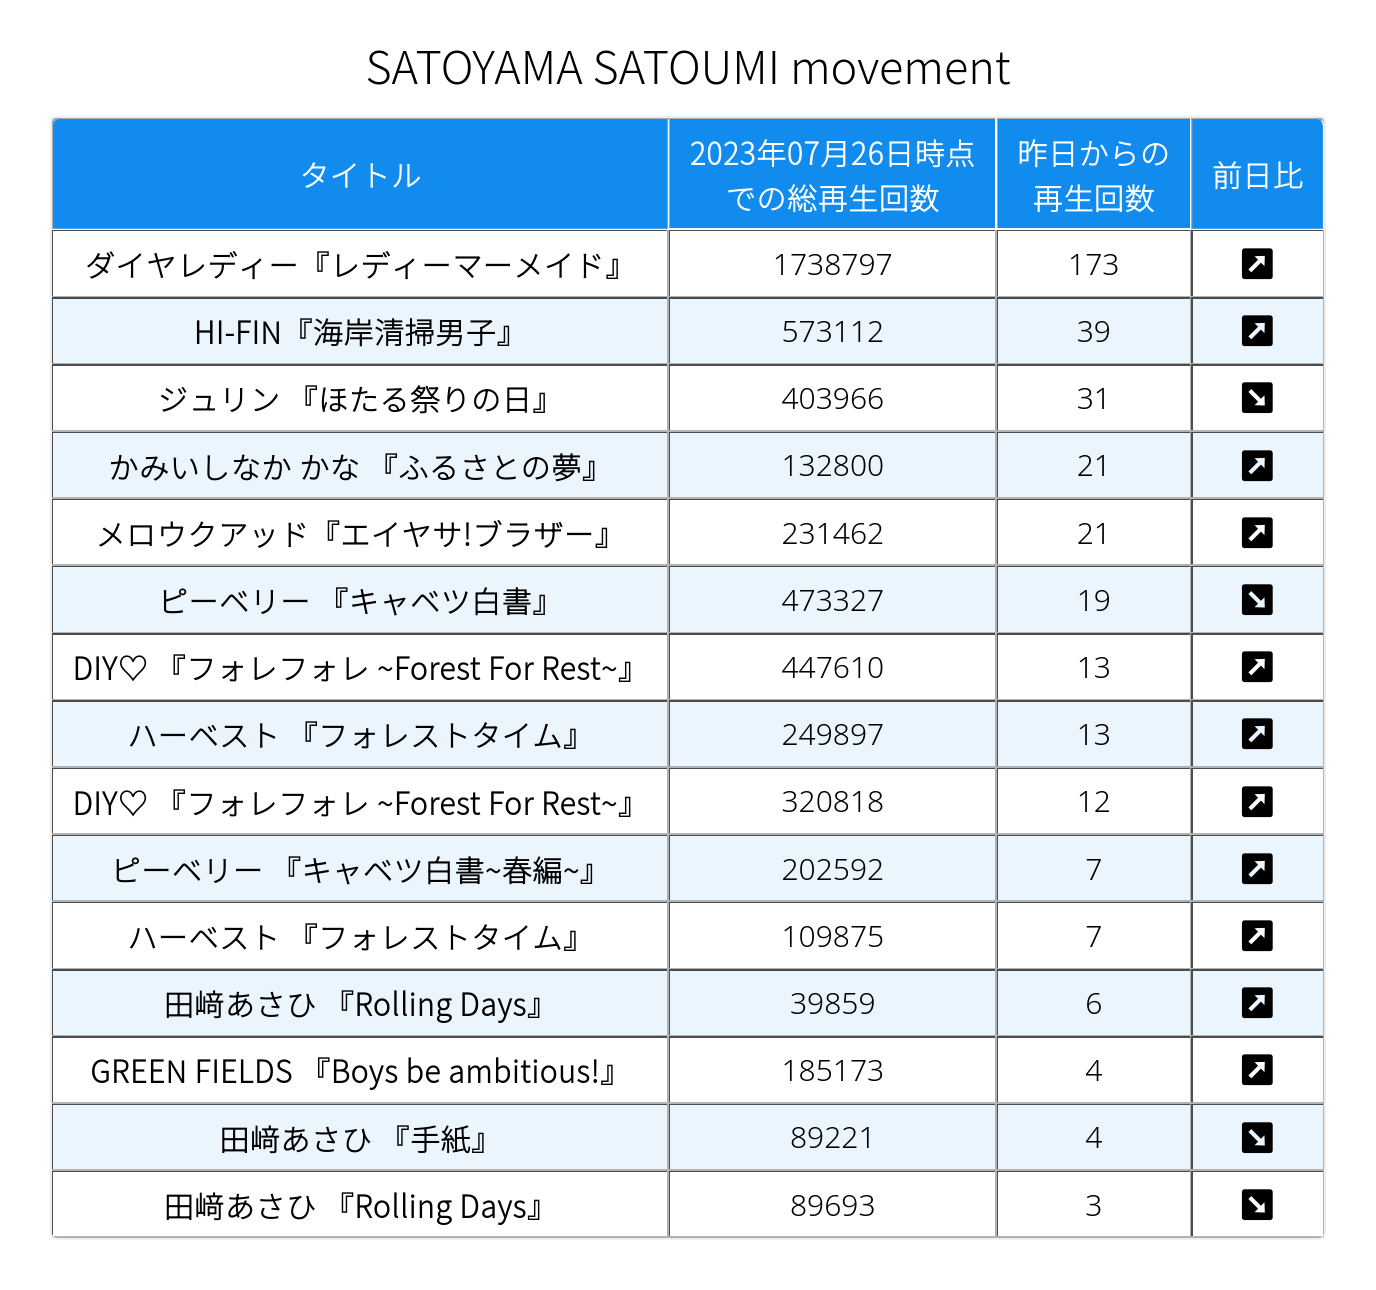 SATOYAMA SATOUMI movement
タイトル
2023年07月26日時点
での総再生回数
昨日からの
再生回数
前日比
ダイヤレディー『レディーマーメイド』 1738797 173
HI-FIN『海岸清掃男子』 573112 39
ジュリン 『ほたる祭りの日』 403966 31
かみいしなか かな 『ふるさとの夢』 132800 21
メロウクアッド『エイヤサ!ブラザー』 231462 21
ピーベリー 『キャベツ白書』 473327 19
DIY♡ 『フォレフォレ ~Forest For Rest~』 447610 13
ハーベスト 『フォレストタイム』 249897 13
DIY♡ 『フォレフォレ ~Forest For Rest~』 320818 12
ピーベリー 『キャベツ白書~春編~』 202592 7
ハーベスト 『フォレストタイム』 109875 7
田﨑あさひ 『Rolling Days』 39859 6
GREEN FIELDS 『Boys be ambitious!』 185173 4
田﨑あさひ 『手紙』 89221 4
田﨑あさひ 『Rolling Days』 89693 3